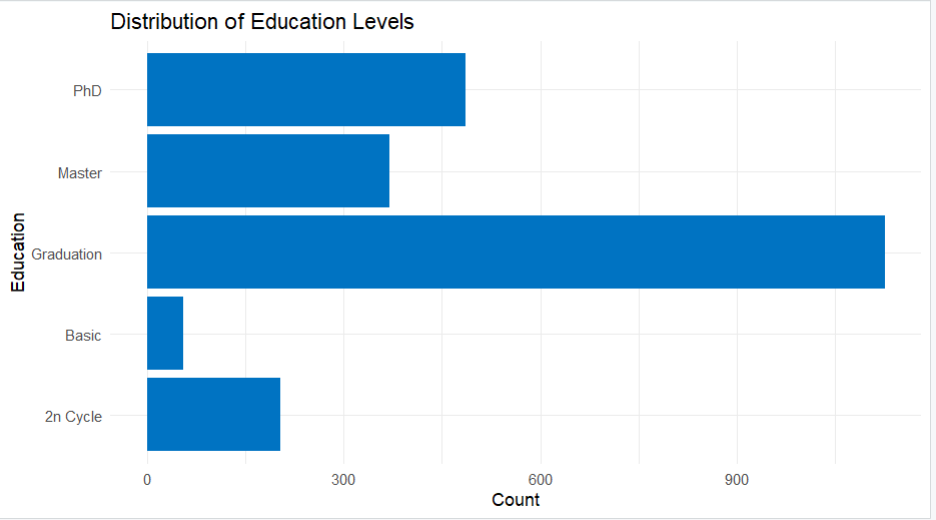 Distribution of Education Levels
PhD
Master
Graduation
Basic
2n Cycle
Education
0 300 600 900
Count